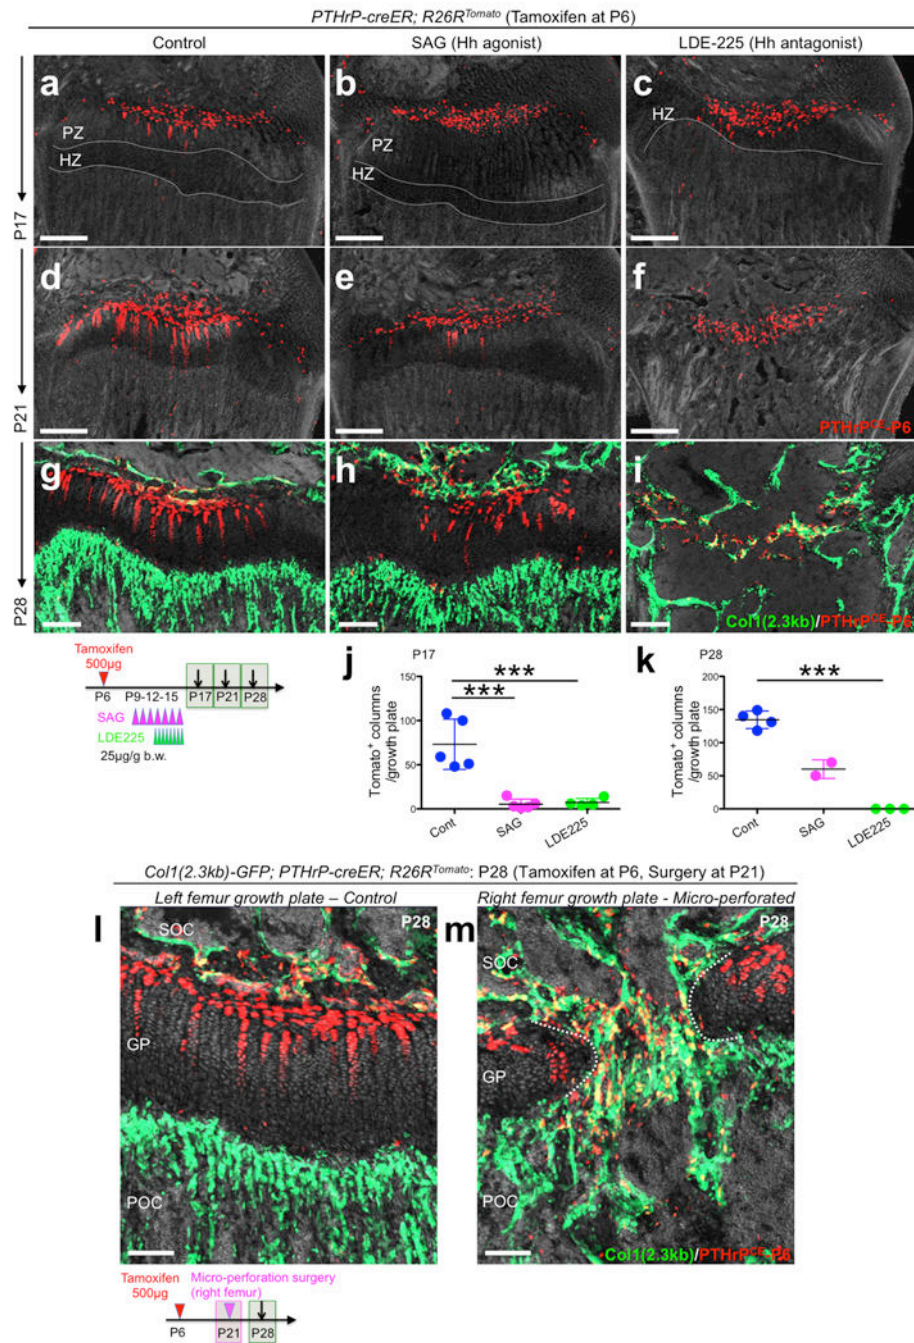 PTHrP-creER; R26R^Tomato (Tamoxifen at P6)
Control SAG (Hh agonist) LDE-225 (Hh antagonist)
a b c
PZ
HZ
PZ
HZ
HZ
P17
d e f
PTHrP^CE-P6
P21
g h i
Col1(2.3kb)/PTHrP^CE-P6
P28
Tamoxifen
500µg
P6 P9-12-15 P17 P21 P28
SAG
LDE225
25µg/g b.w.
j P17
*** 
***
Tomato+ columns
/growth plate
150
100
50
0
Cont SAG LDE225
k P28
***
Tomato+ columns
/growth plate
200
150
100
50
0
Cont SAG LDE225
Col1(2.3kb)-GFP; PTHrP-creER; R26R^Tomato: P28 (Tamoxifen at P6, Surgery at P21)
Left femur growth plate – Control Right femur growth plate - Micro-perforated
l P28
SOC
GP
POC
m P28
SOC
GP
POC
Col1(2.3kb)/PTHrP^CE-P6
Tamoxifen Micro-perforation surgery
500µg (right femur)
P6 P21 P28